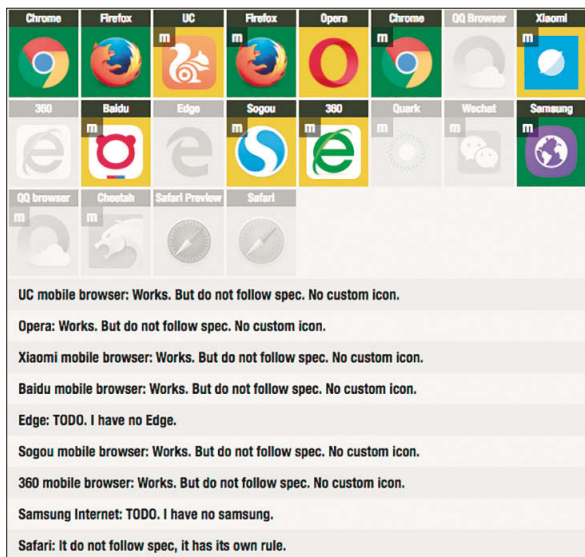 Chrome Firefox UC Firefox Opera Chrome QQ Browser Xiaomi
m m m m
360 Baidu Edge Sogou 360 Quark Wechat Samsung
m m m m m m
QQ browser Cheetah Safari Preview Safari
m m
UC mobile browser: Works. But do not follow spec. No custom icon.
Opera: Works. But do not follow spec. No custom icon.
Xiaomi mobile browser: Works. But do not follow spec. No custom icon.
Baidu mobile browser: Works. But do not follow spec. No custom icon.
Edge: TODO. I have no Edge.
Sogou mobile browser: Works. But do not follow spec. No custom icon.
360 mobile browser: Works. But do not follow spec. No custom icon.
Samsung Internet: TODO. I have no samsung.
Safari: It do not follow spec, it has its own rule.